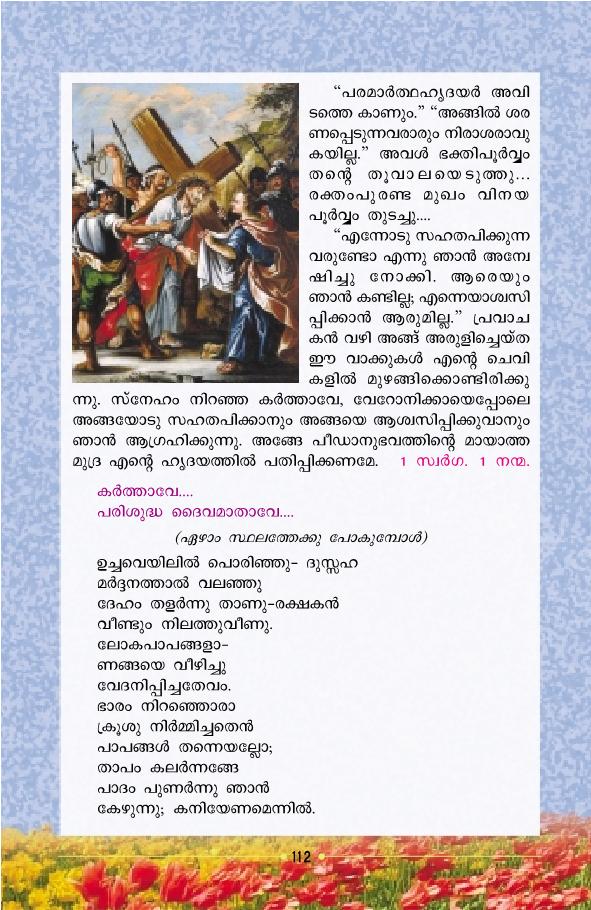 “പരമാർത്ഥഹൃദയർ അവി
ടത്തെ കാണും.” “അങ്ങിൽ ശര
ണപ്പെടുന്നവരാരും നിരാശരാവു
കയില്ല.” അവൾ ഭക്തിപൂർവ്വം
തന്റെ തൂവാലയെടുത്തു...
രക്തംപുരണ്ട മുഖം വിനയ
പൂർവ്വം തുടച്ചു....
“എന്നോടു സഹതപിക്കുന്ന
വരുണ്ടോ എന്നു ഞാൻ അന്വേ
ഷിച്ചു നോക്കി. ആരെയും
ഞാൻ കണ്ടില്ല; എന്നെയാശ്വസി
പ്പിക്കാൻ ആരുമില്ല.” പ്രവാച
കൻ വഴി അങ്ങ് അരുളിച്ചെയ്ത
ഈ വാക്കുകൾ എന്റെ ചെവി
കളിൽ മുഴങ്ങിക്കൊണ്ടിരിക്കു
ന്നു. സ്നേഹം നിറഞ്ഞ കർത്താവേ, വേറോനിക്കായെപ്പോലെ
അങ്ങയോടു സഹതപിക്കാനും അങ്ങയെ ആശ്വസിപ്പിക്കുവാനും
ഞാൻ ആഗ്രഹിക്കുന്നു. അങ്ങേ പീഡാനുഭവത്തിന്റെ മായാത്ത
മുദ്ര എന്റെ ഹൃദയത്തിൽ പതിപ്പിക്കണമേ. 1 സ്വർഗ. 1 നന്മ.
കർത്താവേ....
പരിശുദ്ധ ദൈവമാതാവേ....
(ഏഴാം സ്ഥലത്തേക്കു പോകുമ്പോൾ)
ഉച്ചവെയിലിൽ പൊരിഞ്ഞു- ദുസ്സഹ
മർദ്ദനത്താൽ വലഞ്ഞു
ദേഹം തളർന്നു താണു-രക്ഷകൻ
വീണ്ടും നിലത്തുവീണു.
ലോകപാപങ്ങളാ-
ണങ്ങയെ വീഴിച്ചു
വേദനിപ്പിച്ചതേവം.
ഭാരം നിറഞ്ഞൊരാ
ക്രൂശു നിർമ്മിച്ചതെൻ
പാപങ്ങൾ തന്നെയല്ലോ;
താപം കലർന്നങ്ങേ
പാദം പുണർന്നു ഞാൻ
കേഴുന്നു; കനിയേണമെന്നിൽ.
112